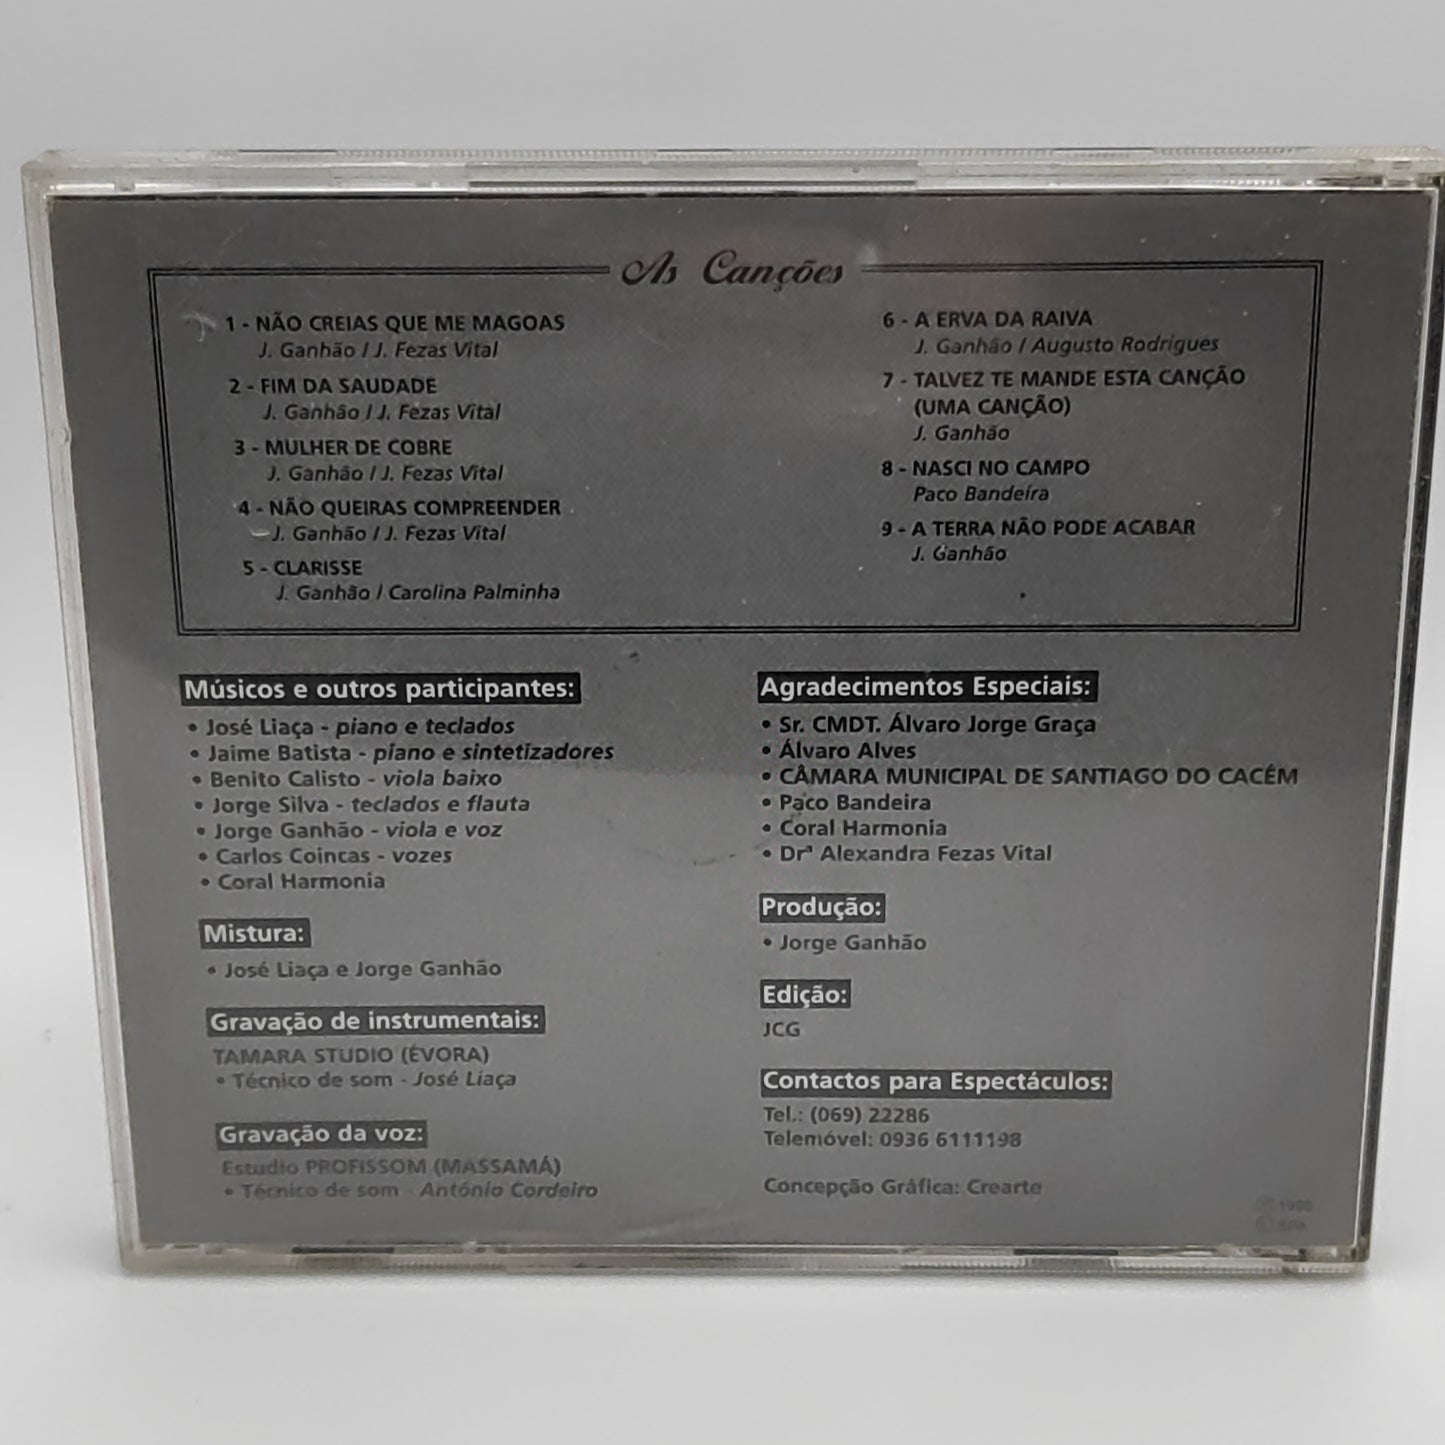 As Canções
1 - NÃO CREIAS QUE ME MAGOAS
J. Ganhão / J. Fezas Vital
2 - FIM DA SAUDADE
J. Ganhão / J. Fezas Vital
3 - MULHER DE COBRE
J. Ganhão / J. Fezas Vital
4 - NÃO QUEIRAS COMPREENDER
J. Ganhão / J. Fezas Vital
5 - CLARISSE
J. Ganhão / Carolina Palminha
6 - A ERVA DA RAIVA
J. Ganhão / Augusto Rodrigues
7 - TALVEZ TE MANDE ESTA CANÇÃO
(UMA CANÇÃO)
J. Ganhão
8 - NASCI NO CAMPO
Paco Bandeira
9 - A TERRA NÃO PODE ACABAR
J. Ganhão
Músicos e outros participantes:
• José Liaça - piano e teclados
• Jaime Batista - piano e sintetizadores
• Benito Calisto - viola baixo
• Jorge Silva - teclados e flauta
• Jorge Ganhão - viola e voz
• Carlos Coincas - vozes
• Coral Harmonia
Mistura:
• José Liaça e Jorge Ganhão
Gravação de instrumentais:
TAMARA STUDIO (ÉVORA)
• Técnico de som - José Liaça
Gravação da voz:
Estudio PROFISSOM (MASSAMÁ)
• Técnico de som - António Cordeiro
Agradecimentos Especiais:
• Sr. CMDT. Álvaro Jorge Graça
• Álvaro Alves
• CÂMARA MUNICIPAL DE SANTIAGO DO CACÉM
• Paco Bandeira
• Coral Harmonia
• Drª Alexandra Fezas Vital
Produção:
• Jorge Ganhão
Edição:
JCG
Contactos para Espectáculos:
Tel.: (069) 22286
Telemóvel: 0936 6111198
Concepção Gráfica: Crearte